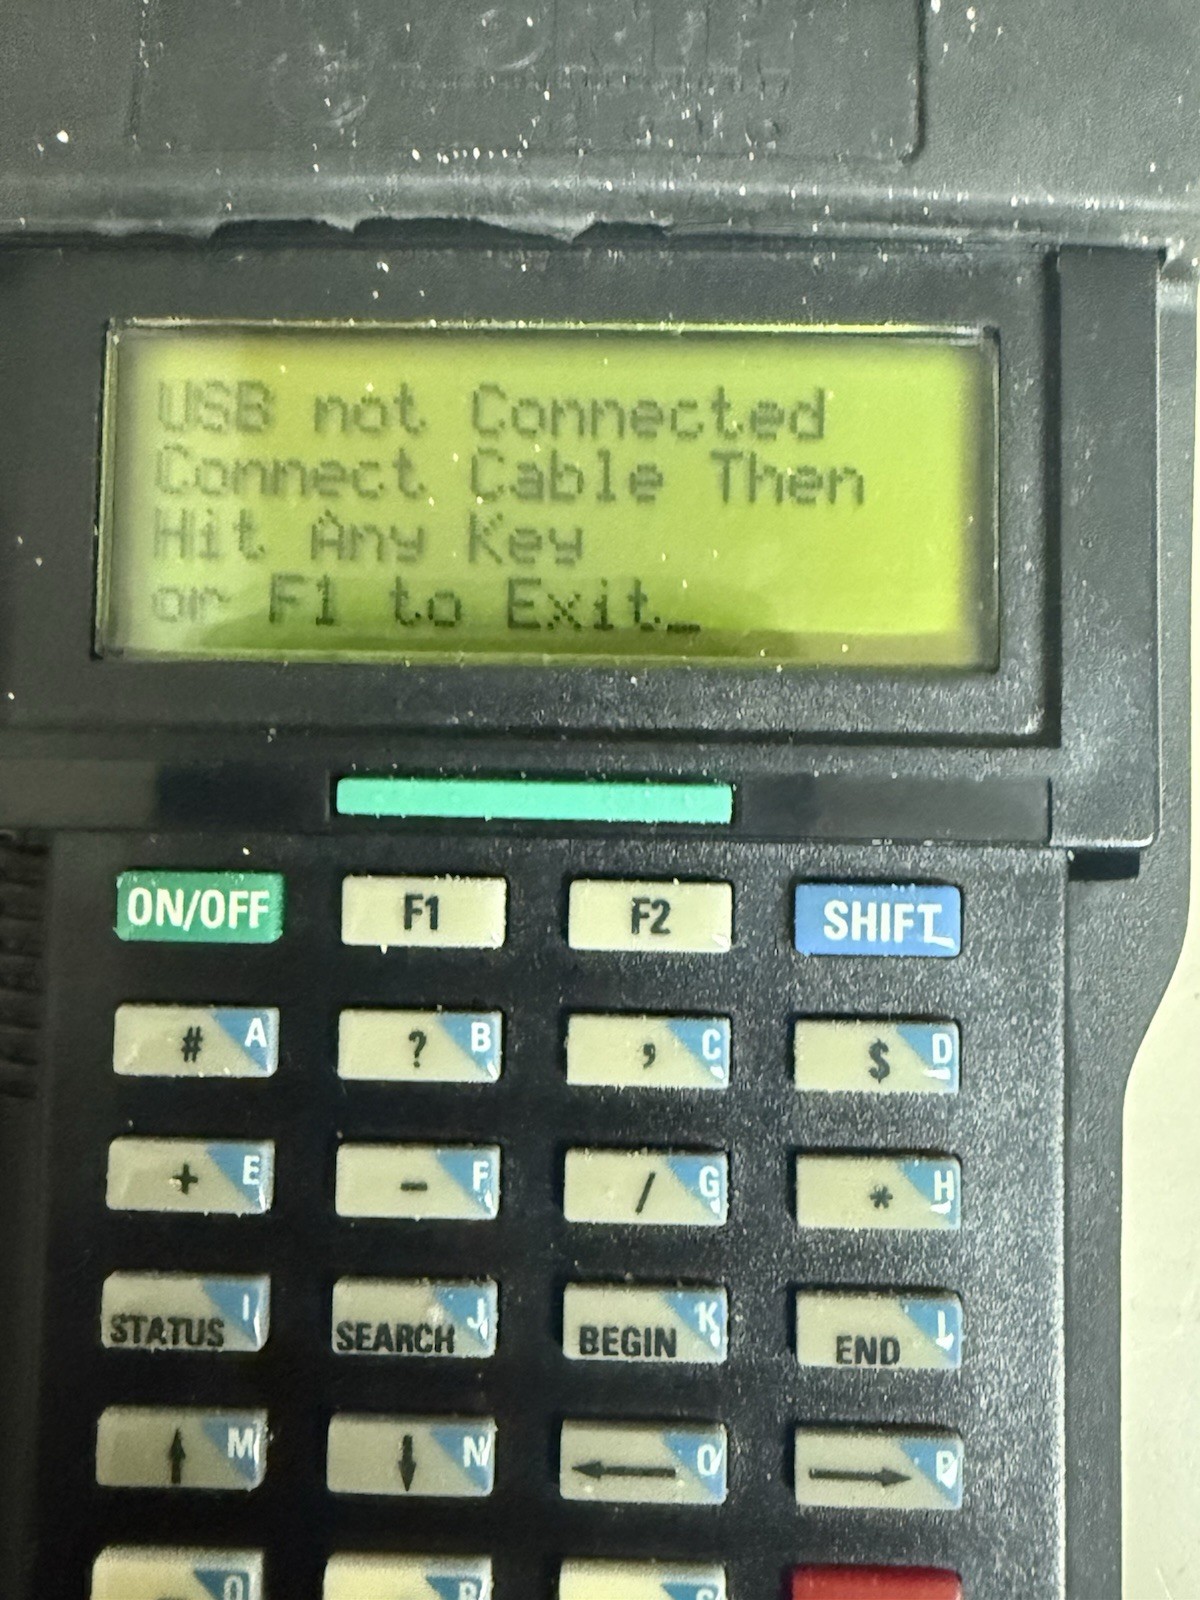 USB not Connected
Connect Cable Then
Hit Any Key
or F1 to Exit_
ON/OFF F1 F2 SHIFT
# A ? B , C $ D
+ E - F / G * H
STATUS I SEARCH J BEGIN K END L
↑ M ↓ N ← O → P
Q R S